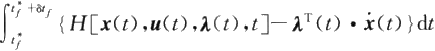 ∫_{t_f^*}^{t_f^*+δt_f} {H[x(t),u(t),λ(t),t]−λ^T(t)•ẋ(t)}dt